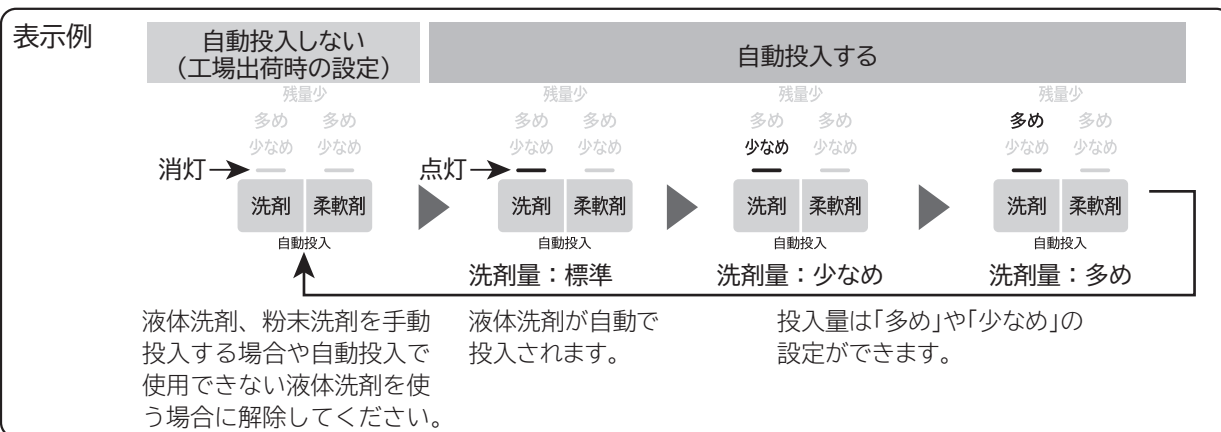 表示例
自動投入しない
（工場出荷時の設定）
自動投入する
残量少
多め 多め
少なめ 少なめ
消灯
洗剤 柔軟剤
自動投入
残量少
多め 多め
少なめ 少なめ
点灯
洗剤 柔軟剤
自動投入
洗剤量：標準
残量少
多め 多め
少なめ 少なめ
洗剤 柔軟剤
自動投入
洗剤量：少なめ
残量少
多め 多め
少なめ 少なめ
洗剤 柔軟剤
自動投入
洗剤量：多め
液体洗剤、粉末洗剤を手動
投入する場合や自動投入で
使用できない液体洗剤を使
う場合に解除してください。
液体洗剤が自動で
投入されます。
投入量は「多め」や「少なめ」の
設定ができます。